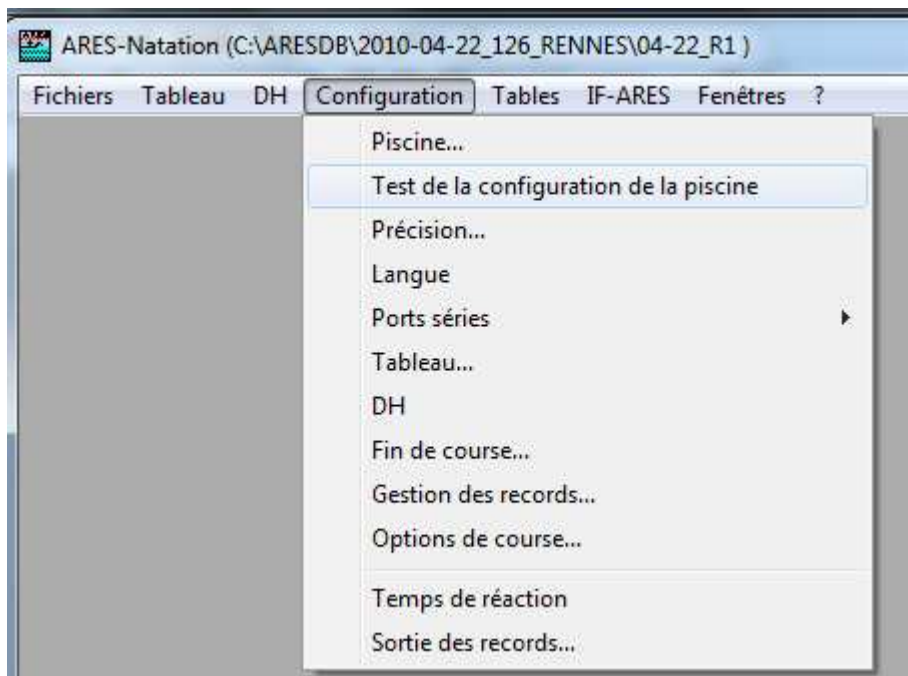 ARES-Natation (C:\ARESDB\2010-04-22_126_RENNES\04-22_R1 )
Fichiers Tableau DH Configuration Tables IF-ARES Fenêtres ?
Piscine...
Test de la configuration de la piscine
Précision...
Langue
Ports séries
Tableau...
DH
Fin de course...
Gestion des records...
Options de course...
Temps de réaction
Sortie des records...